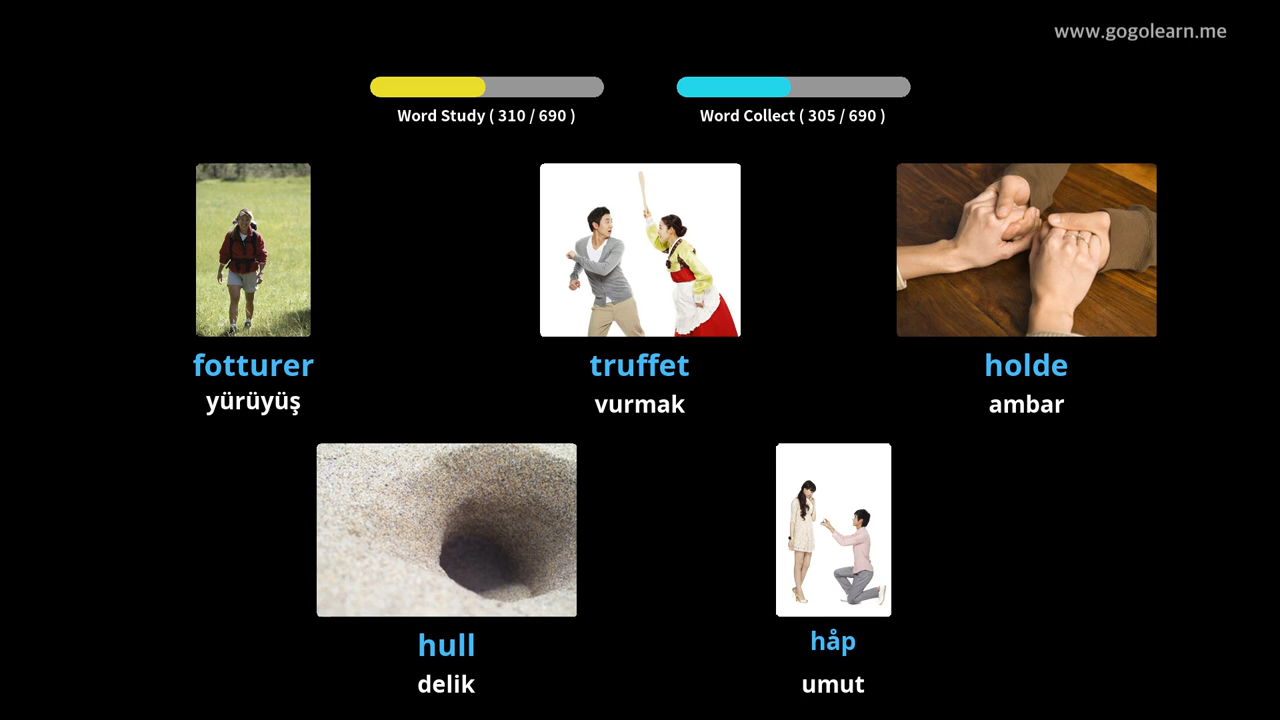 www.gogolearn.me
Word Study ( 310 / 690 )
Word Collect ( 305 / 690 )
fotturer
yürüyüş
truffet
vurmak
holde
ambar
hull
delik
håp
umut